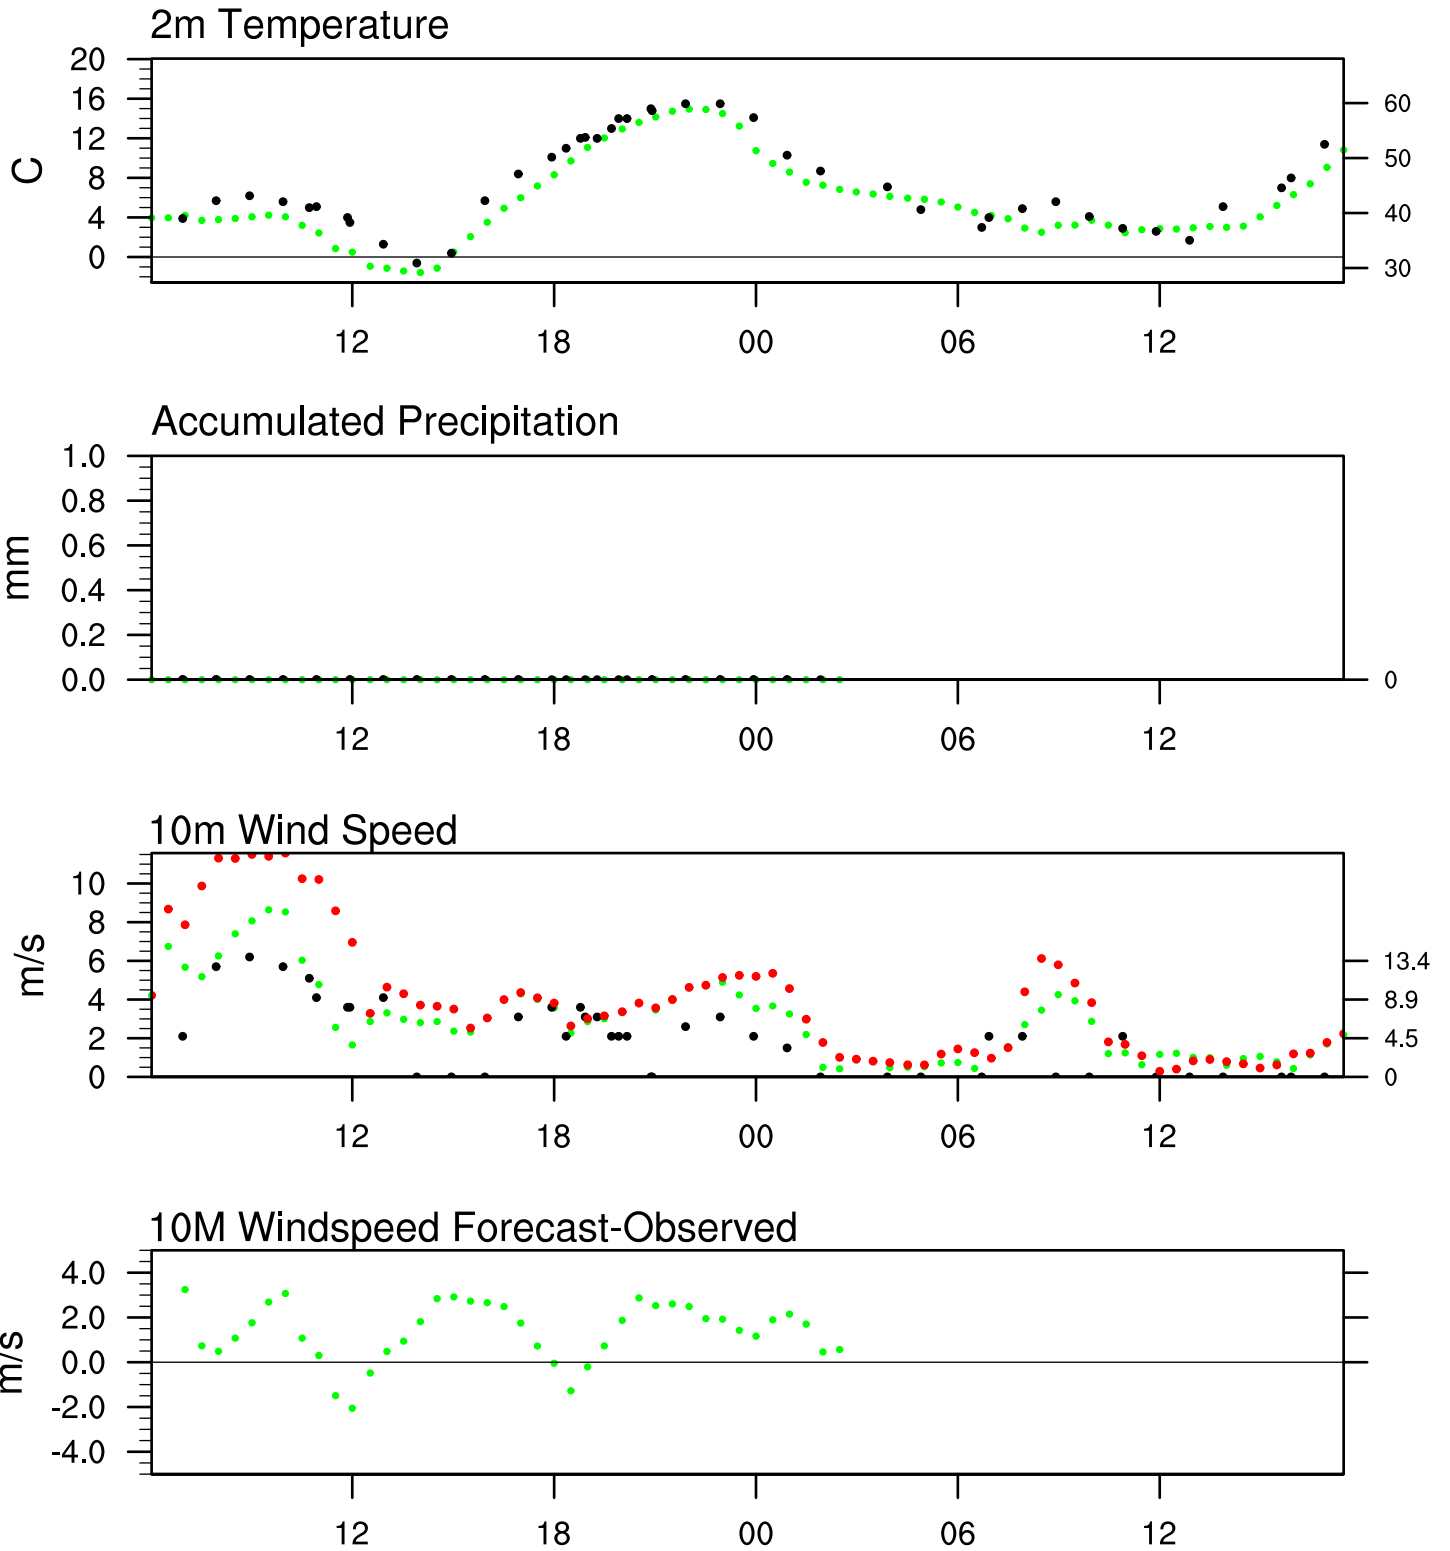 2m Temperature
20
16
12
8
4
0
C
60
50
40
30
12 18 00 06 12
Accumulated Precipitation
1.0
0.8
0.6
0.4
0.2
0.0
mm
0
12 18 00 06 12
10m Wind Speed
10
8
6
4
2
0
m/s
13.4
8.9
4.5
0
12 18 00 06 12
10M Windspeed Forecast-Observed
4.0
2.0
0.0
-2.0
-4.0
m/s
12 18 00 06 12